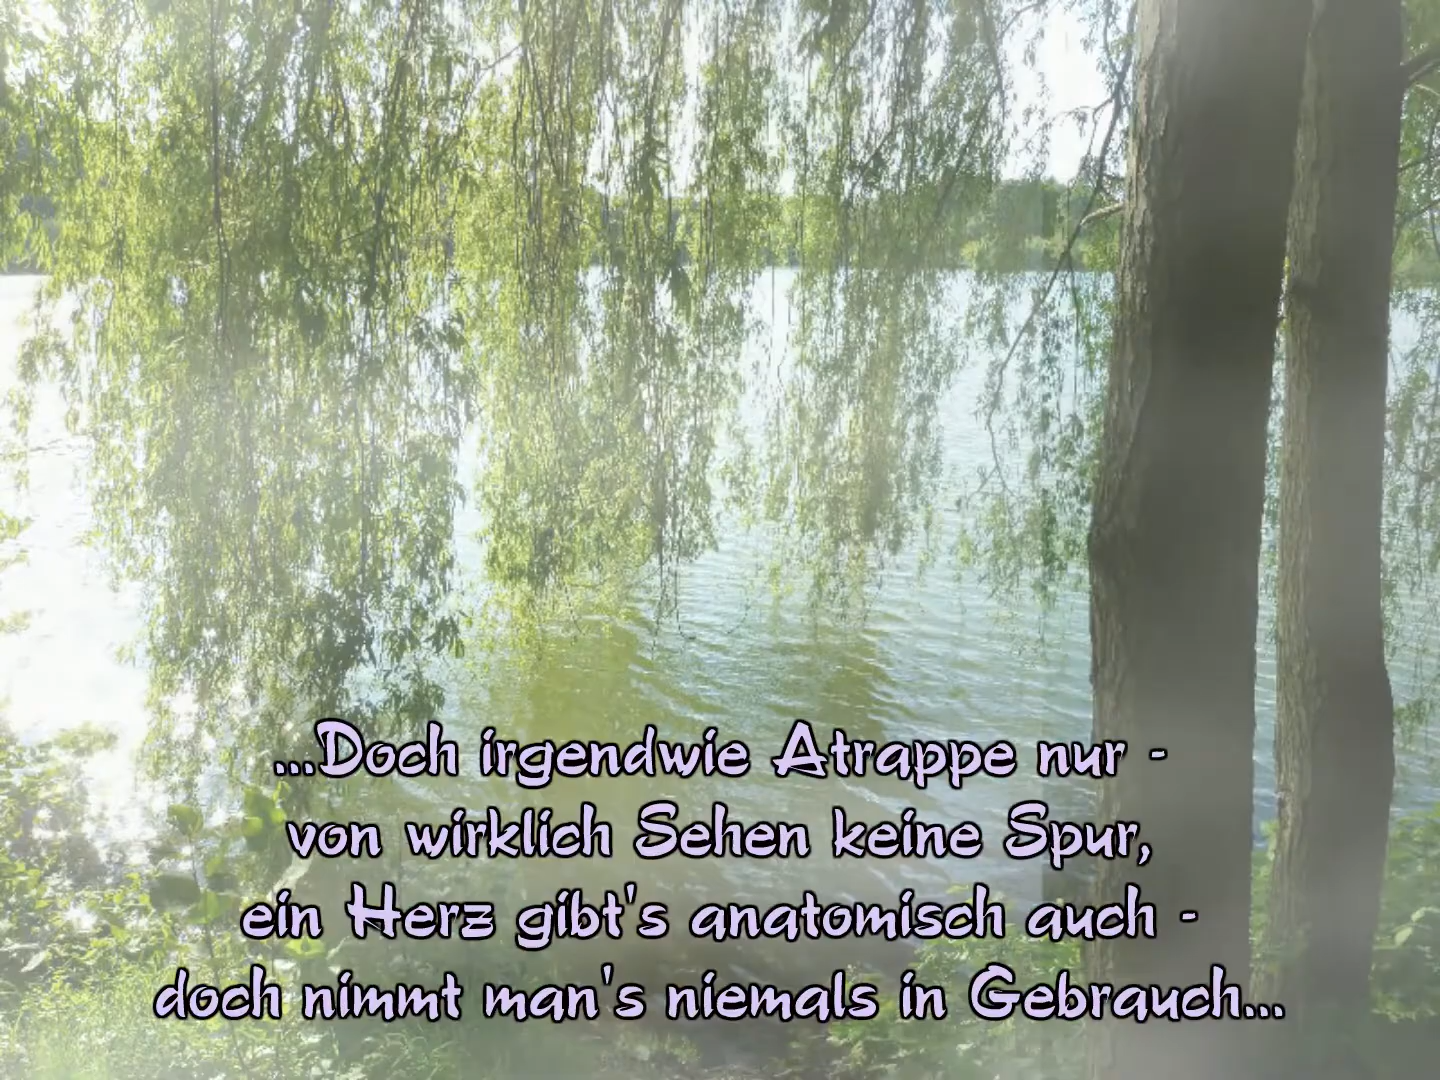 ...Doch irgendwie Atrappe nur -
von wirklich Sehen keine Spur,
ein Herz gibt's anatomisch auch -
doch nimmt man's niemals in Gebrauch...